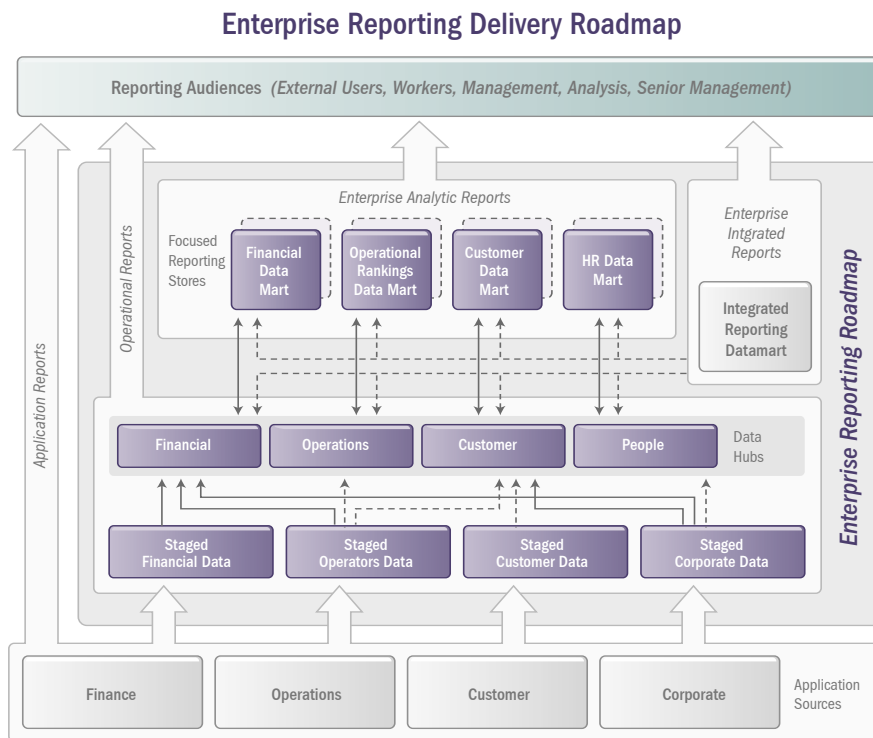 Enterprise Reporting Delivery Roadmap
Reporting Audiences (External Users, Workers, Management, Analysis, Senior Management)
Enterprise Analytic Reports
Focused
Reporting
Stores
Financial
Data
Mart
Operational
Rankings
Data Mart
Customer
Data
Mart
HR Data
Mart
Enterprise
Intgrated
Reports
Integrated
Reporting
Datamart
Application Reports
Operational Reports
Enterprise Reporting Roadmap
Financial
Operations
Customer
People
Data
Hubs
Staged
Financial Data
Staged
Operators Data
Staged
Customer Data
Staged
Corporate Data
Finance
Operations
Customer
Corporate
Application
Sources